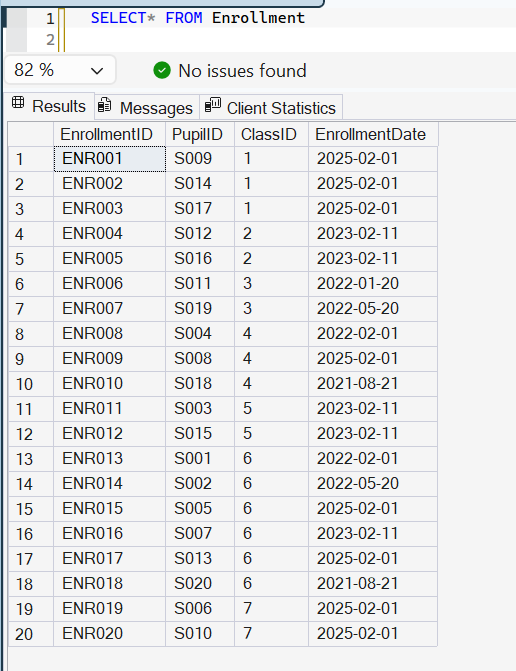 1 SELECT* FROM Enrollment
2
82 % No issues found
Results Messages Client Statistics
EnrollmentID PupilID ClassID EnrollmentDate
1 ENR001 S009 1 2025-02-01
2 ENR002 S014 1 2025-02-01
3 ENR003 S017 1 2025-02-01
4 ENR004 S012 2 2023-02-11
5 ENR005 S016 2 2023-02-11
6 ENR006 S011 3 2022-01-20
7 ENR007 S019 3 2022-05-20
8 ENR008 S004 4 2022-02-01
9 ENR009 S008 4 2025-02-01
10 ENR010 S018 4 2021-08-21
11 ENR011 S003 5 2023-02-11
12 ENR012 S015 5 2023-02-11
13 ENR013 S001 6 2022-02-01
14 ENR014 S002 6 2022-05-20
15 ENR015 S005 6 2025-02-01
16 ENR016 S007 6 2023-02-11
17 ENR017 S013 6 2025-02-01
18 ENR018 S020 6 2021-08-21
19 ENR019 S006 7 2025-02-01
20 ENR020 S010 7 2025-02-01